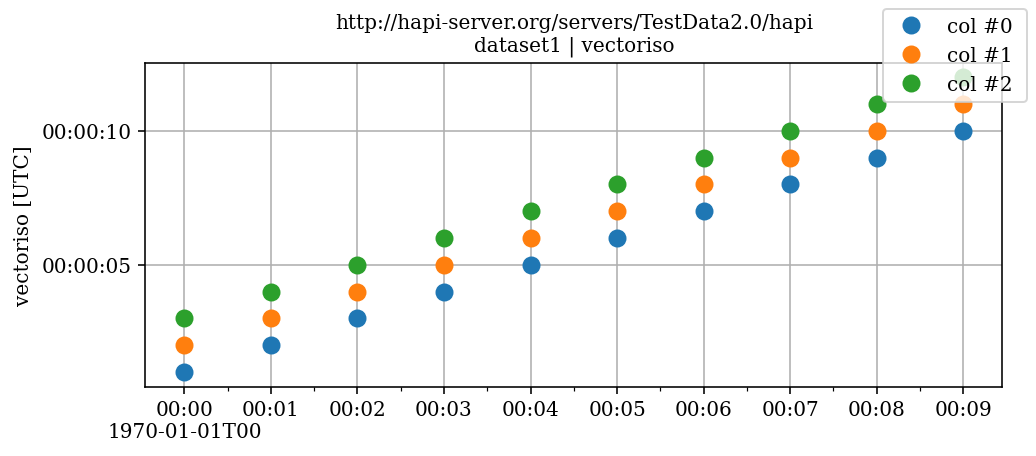 http://hapi-server.org/servers/TestData2.0/hapi
dataset1 | vectoriso
col #0
col #1
col #2
vectoriso [UTC]
00:00:10
00:00:05
00:00 00:01 00:02 00:03 00:04 00:05 00:06 00:07 00:08 00:09
1970-01-01T00